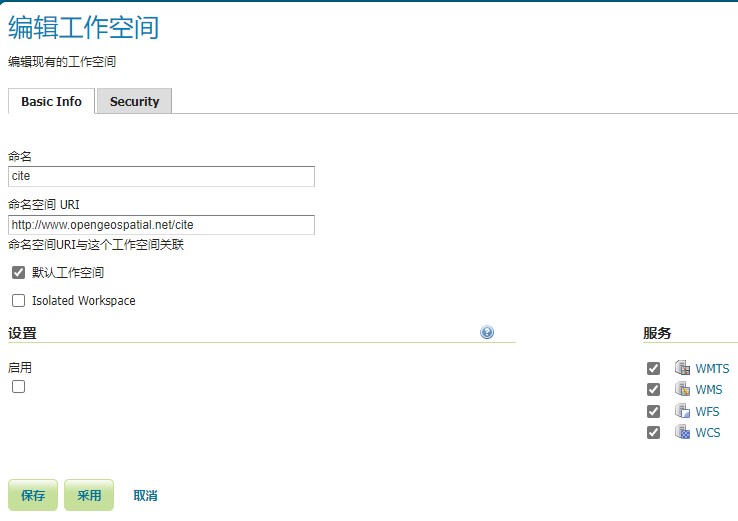 编辑工作空间
编辑现有的工作空间
Basic Info Security
命名
cite
命名空间 URI
http://www.opengeospatial.net/cite
命名空间URI与这个工作空间关联
默认工作空间
Isolated Workspace
设置 服务
启用
WMTS
WMS
WFS
WCS
保存 采用 取消